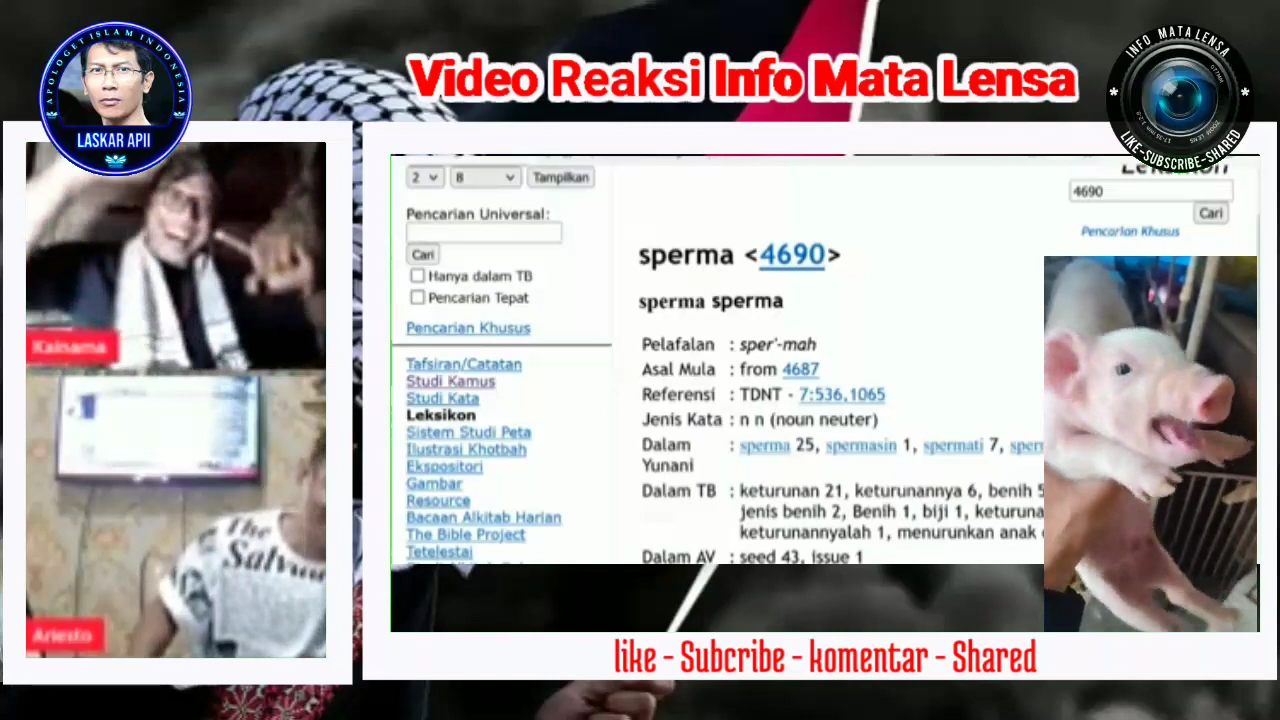 APOLOGET ISLAM INDONESIA
LASKAR APII
Video Reaksi Info Mata Lensa
INFO MATA LENSA
* *
LIKE-SUBSCRIBE-SHARED
Kainama
Ariesto
The
2 8 Tampilkan
Pencarian Universal:
Cari
Hanya dalam TB
Pencarian Tepat
Pencarian Khusus
Tafsiran/Catatan
Studi Kamus
Studi Kata
Leksikon
Sistem Studi Peta
Ilustrasi Khotbah
Ekspositori
Gambar
Resource
Bacaan Alkitab Harian
The Bible Project
Tetelestai
sperma <4690>
sperma sperma
Pelafalan : sper'-mah
Asal Mula : from 4687
Referensi : TDNT - 7:536,1065
Jenis Kata : n n (noun neuter)
Dalam Yunani : sperma 25, spermasin 1, spermati 7,
Dalam TB : keturunan 21, keturunannya 6, benih
jenis benih 2, Benih 1, biji 1,
keturunannyalah 1, menurunkan anak
Dalam AV : seed 43, issue 1
Leksikon
4690
Cari
Pencarian Khusus
like - Subcribe - komentar - Shared